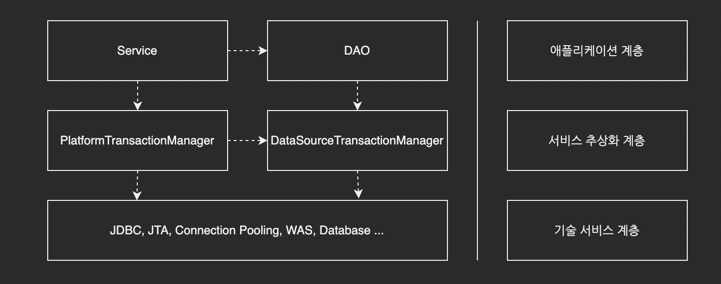 Service
DAO
애플리케이션 계층
PlatformTransactionManager
DataSourceTransactionManager
서비스 추상화 계층
JDBC, JTA, Connection Pooling, WAS, Database ...
기술 서비스 계층